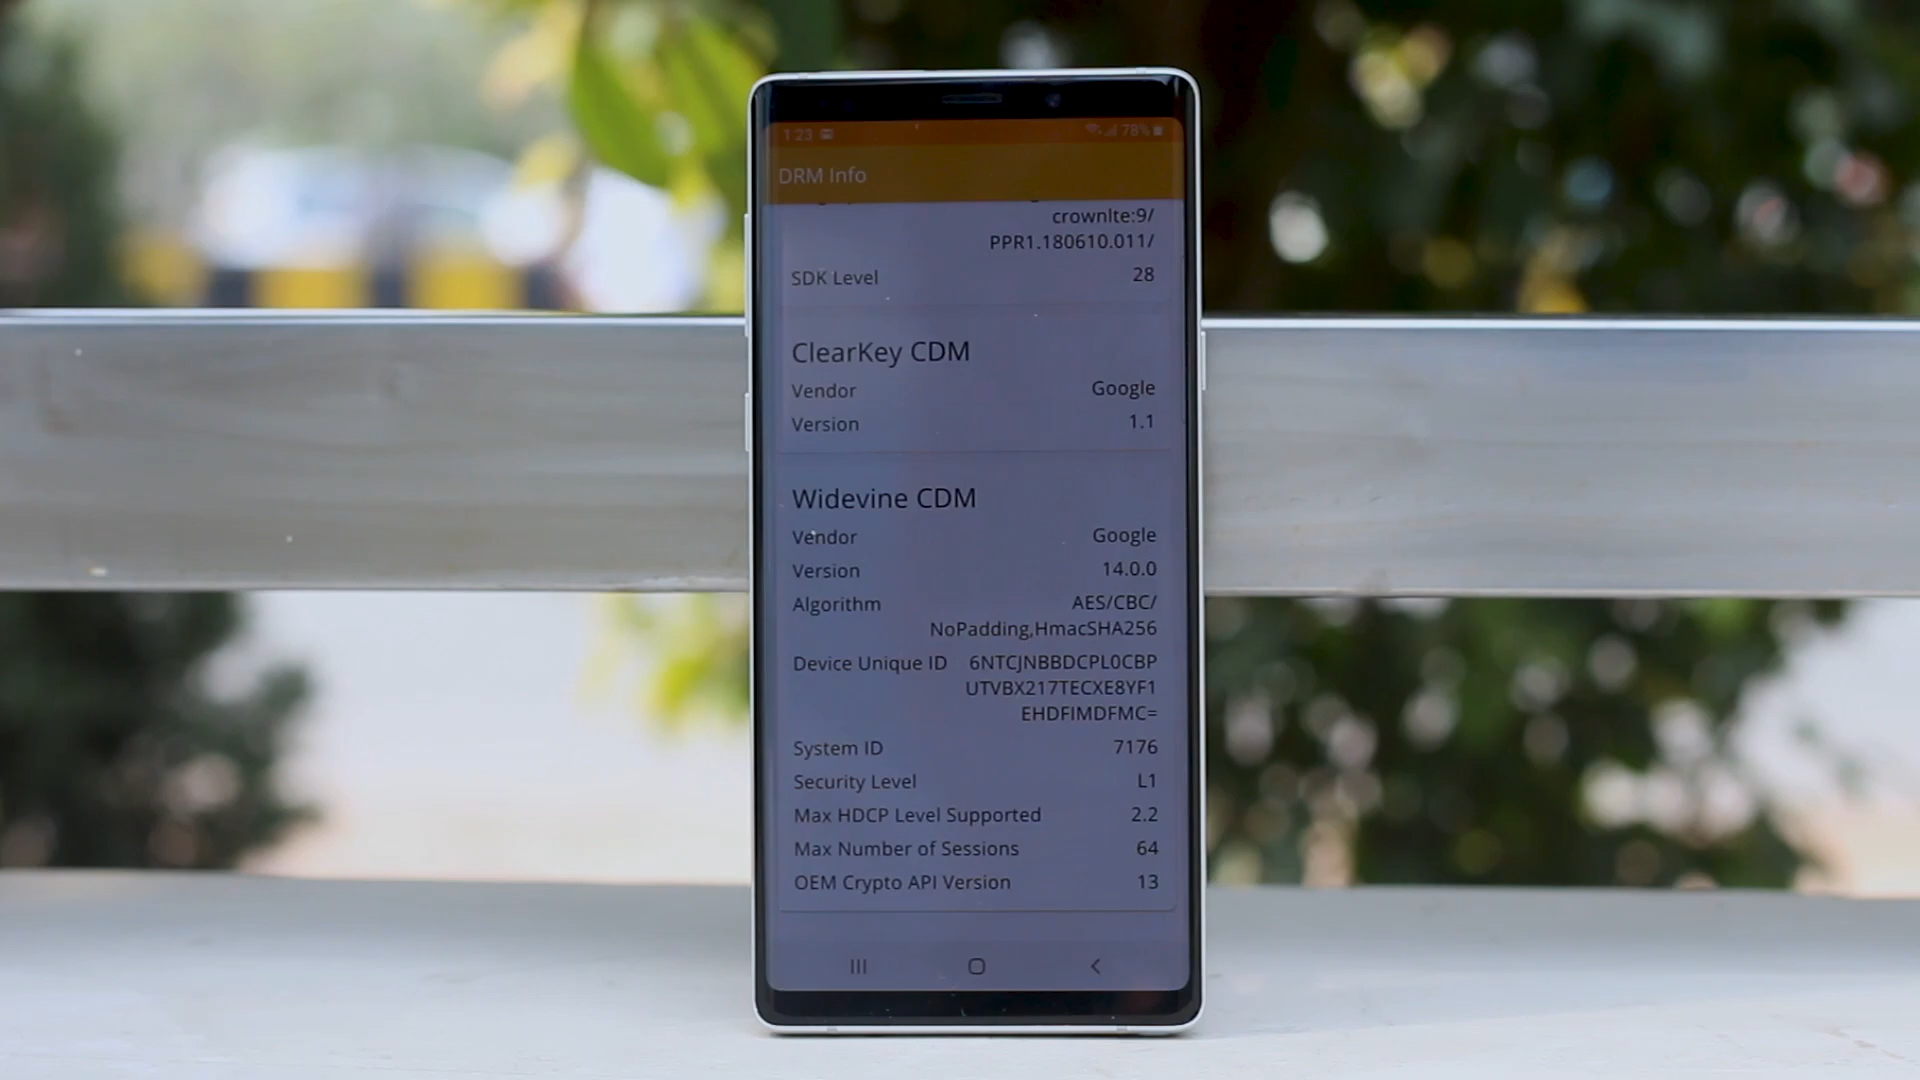 1:23 78%
DRM Info
crownlte:9/
PPR1.180610.011/
SDK Level 28
ClearKey CDM
Vendor Google
Version 1.1
Widevine CDM
Vendor Google
Version 14.0.0
Algorithm AES/CBC/
NoPadding,HmacSHA256
Device Unique ID 6NTCJNBBDCPL0CBP
UTVBX217TECXE8YF1
EHDFIMDFMC=
System ID 7176
Security Level L1
Max HDCP Level Supported 2.2
Max Number of Sessions 64
OEM Crypto API Version 13